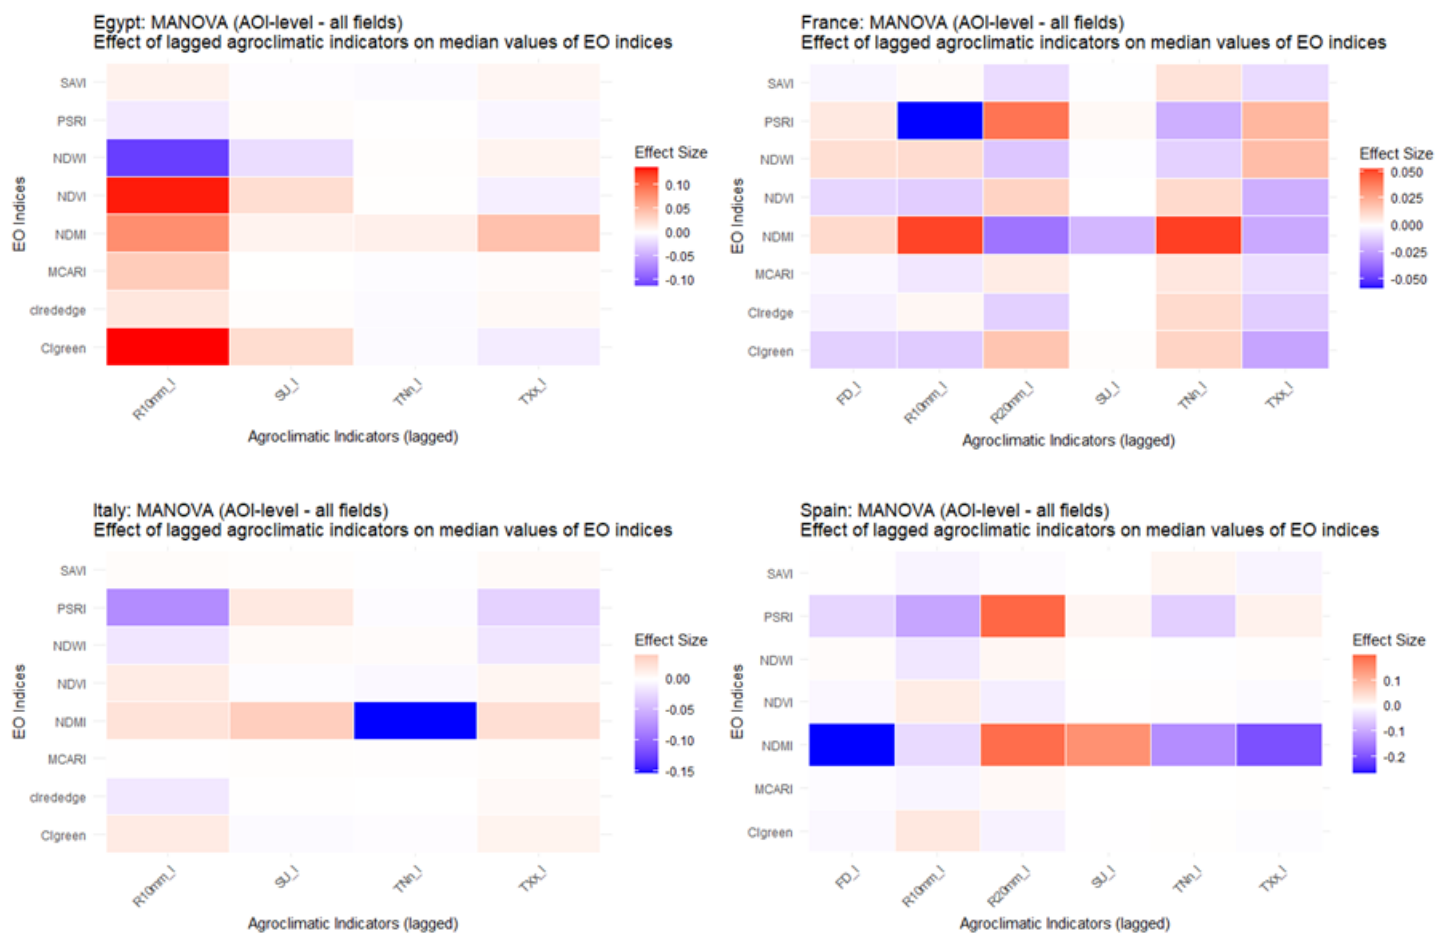 Egypt: MANOVA (AOI-level - all fields)
Effect of lagged agroclimatic indicators on median values of EO indices
EO Indices
SAVI
PSRI
NDWI
NDVI
NDMI
MCARI
clrededge
CIgreen
R10mm_l
SU_l
TNn_l
TXx_l
Agroclimatic Indicators (lagged)
Effect Size
0.10
0.05
0.00
-0.05
-0.10
France: MANOVA (AOI-level - all fields)
Effect of lagged agroclimatic indicators on median values of EO indices
EO Indices
SAVI
PSRI
NDWI
NDVI
NDMI
MCARI
CIredge
CIgreen
FD_l
R10mm_l
R20mm_l
SU_l
TNn_l
TXx_l
Agroclimatic Indicators (lagged)
Effect Size
0.050
0.025
0.000
-0.025
-0.050
Italy: MANOVA (AOI-level - all fields)
Effect of lagged agroclimatic indicators on median values of EO indices
EO Indices
SAVI
PSRI
NDWI
NDVI
NDMI
MCARI
clrededge
CIgreen
R10mm_l
SU_l
TNn_l
TXx_l
Agroclimatic Indicators (lagged)
Effect Size
0.00
-0.05
-0.10
-0.15
Spain: MANOVA (AOI-level - all fields)
Effect of lagged agroclimatic indicators on median values of EO indices
EO Indices
SAVI
PSRI
NDWI
NDVI
NDMI
MCARI
CIgreen
FD_l
R10mm_l
R20mm_l
SU_l
TNn_l
TXx_l
Agroclimatic Indicators (lagged)
Effect Size
0.1
0.0
-0.1
-0.2